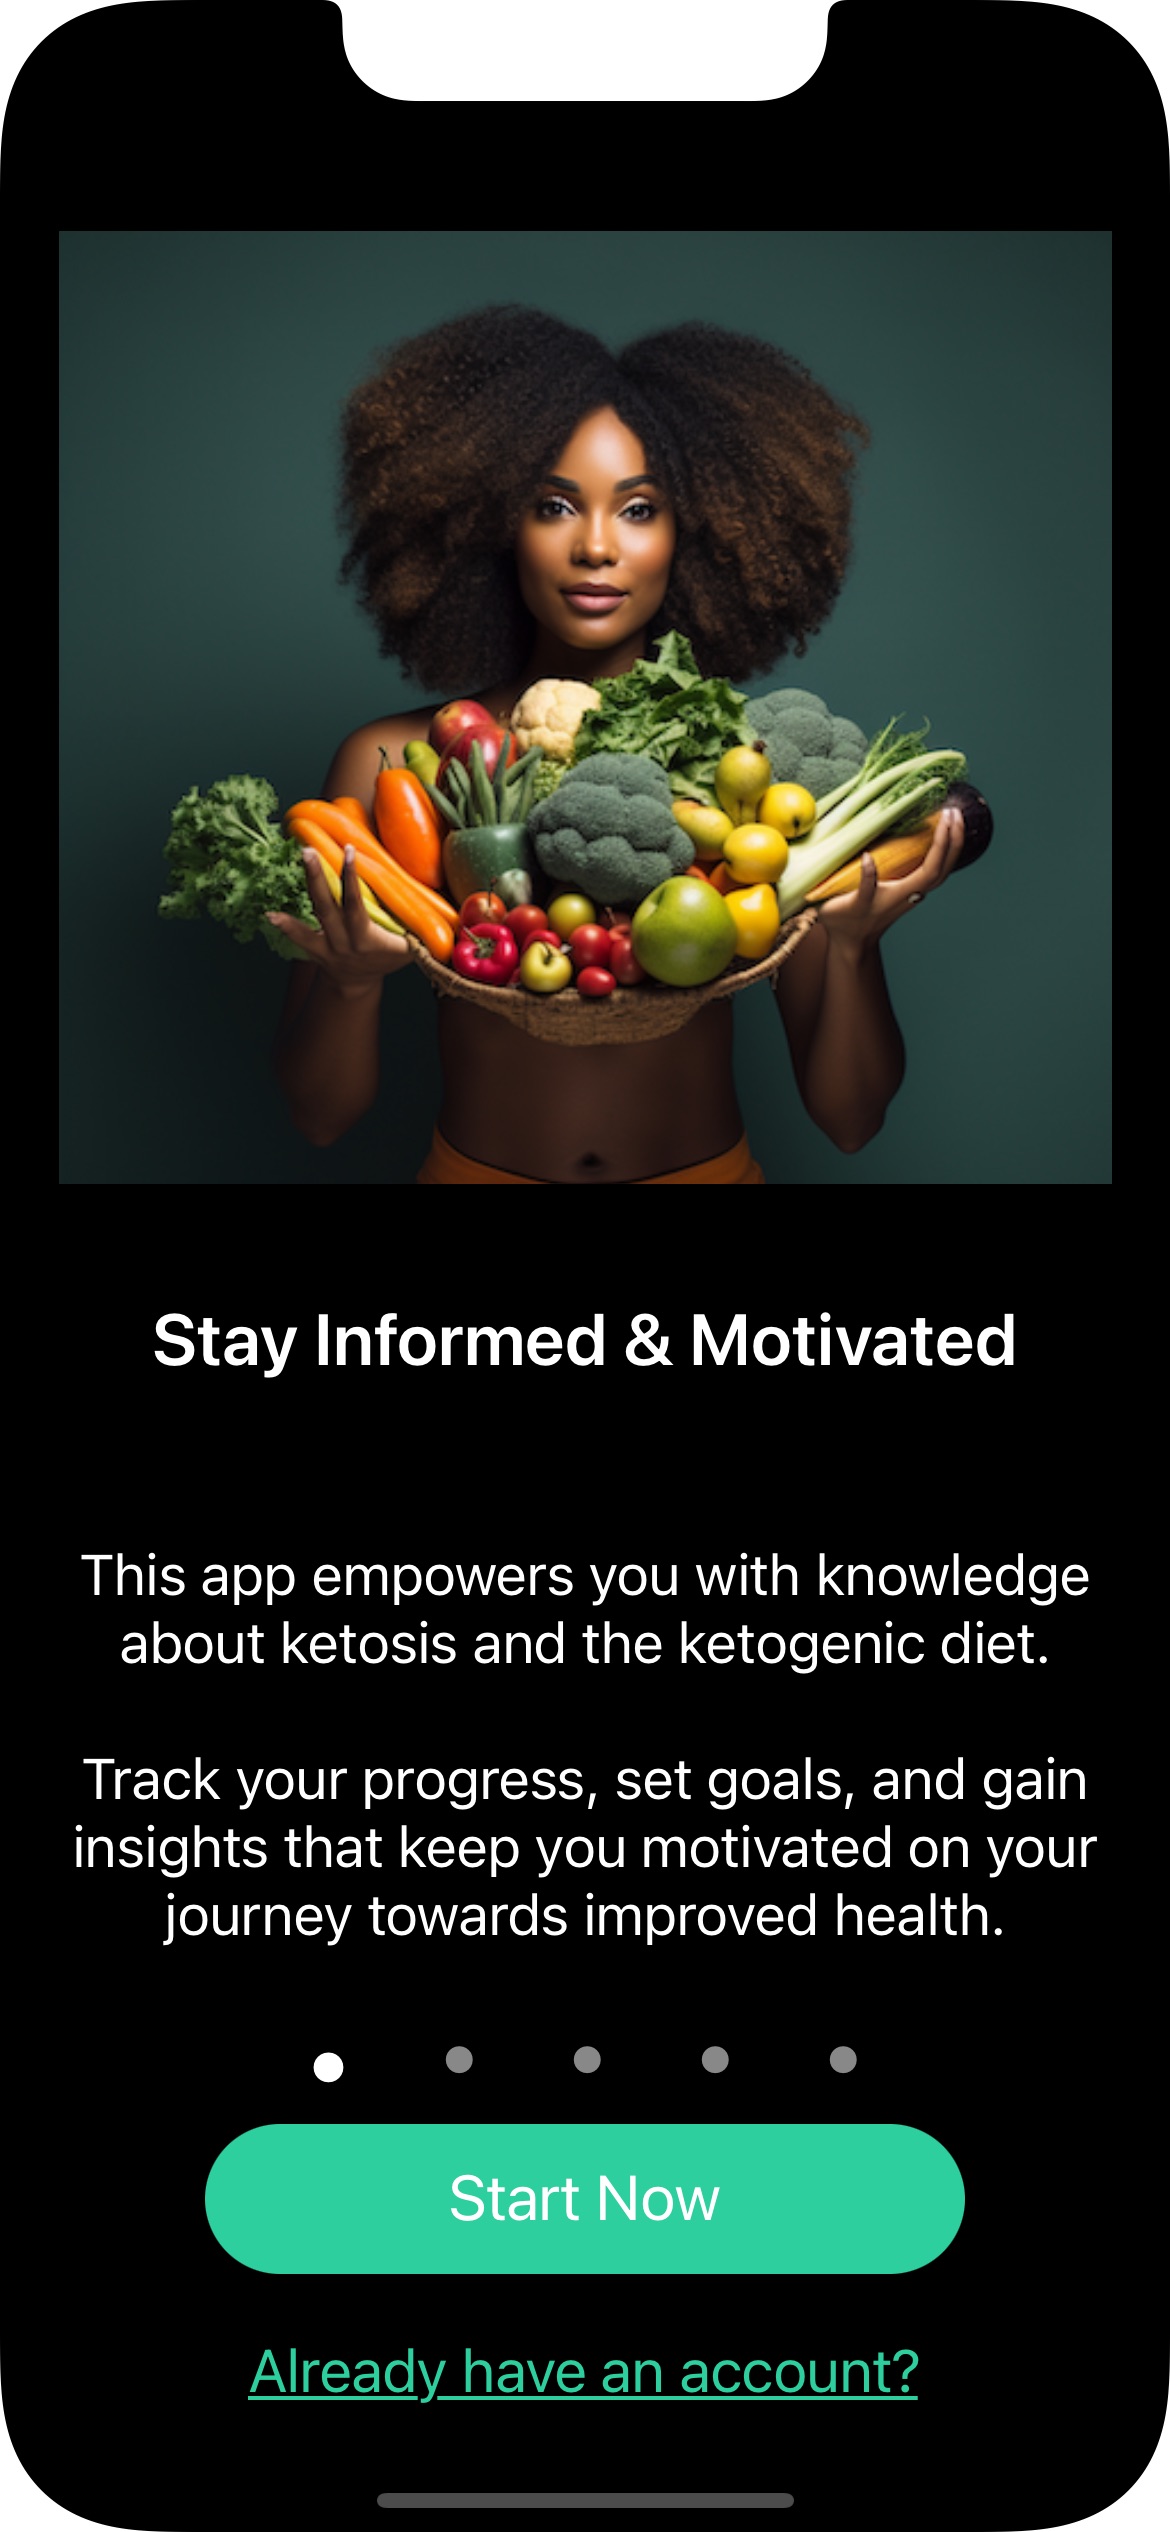 Stay Informed & Motivated
This app empowers you with knowledge
about ketosis and the ketogenic diet.
Track your progress, set goals, and gain
insights that keep you motivated on your
journey towards improved health.
Start Now
Already have an account?